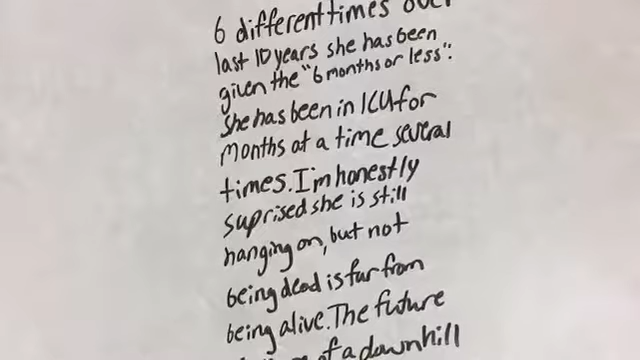 6 different times over
last 10 years she has been
given the "6 months or less".
She has been in ICU for
months at a time several
times. I'm honestly
suprised she is still
hanging on, but not
being dead is far from
being alive. The future
of a downhill